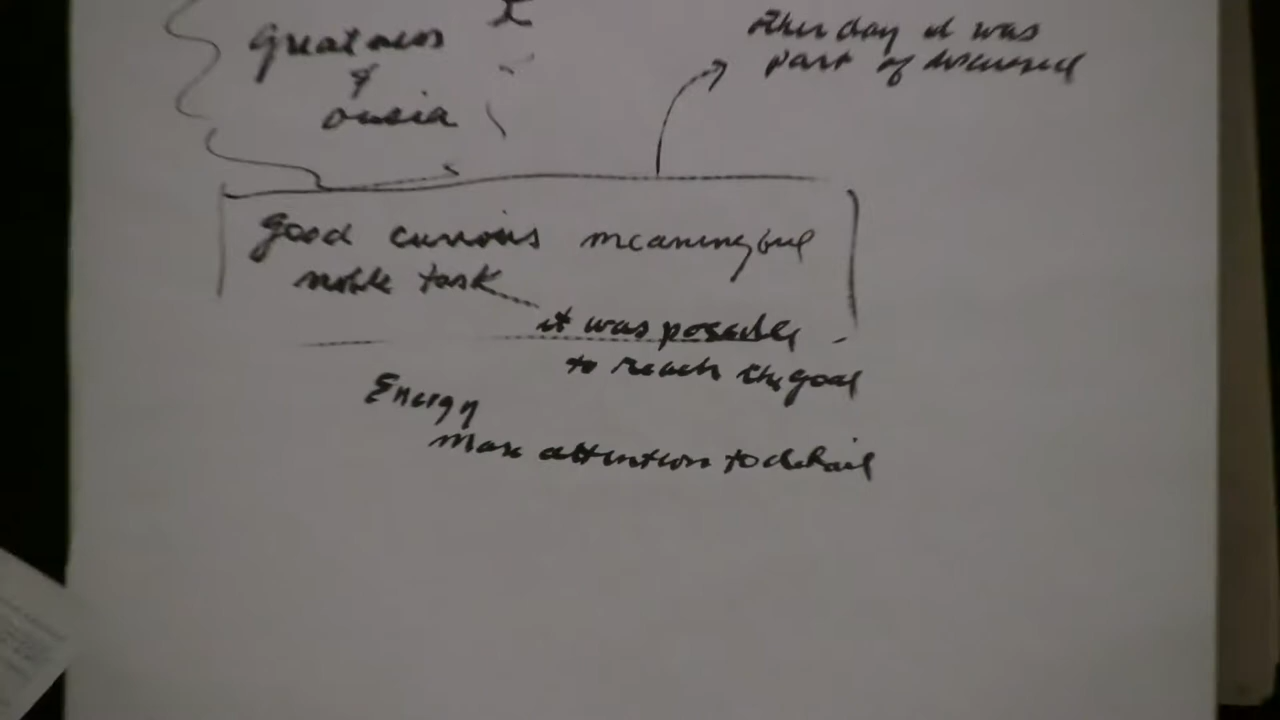 other day it was
Greatness
part of discussed
&
ousia
good curious meaningful
noble task
it was possible
to reach the goal
Energy
attention to detail